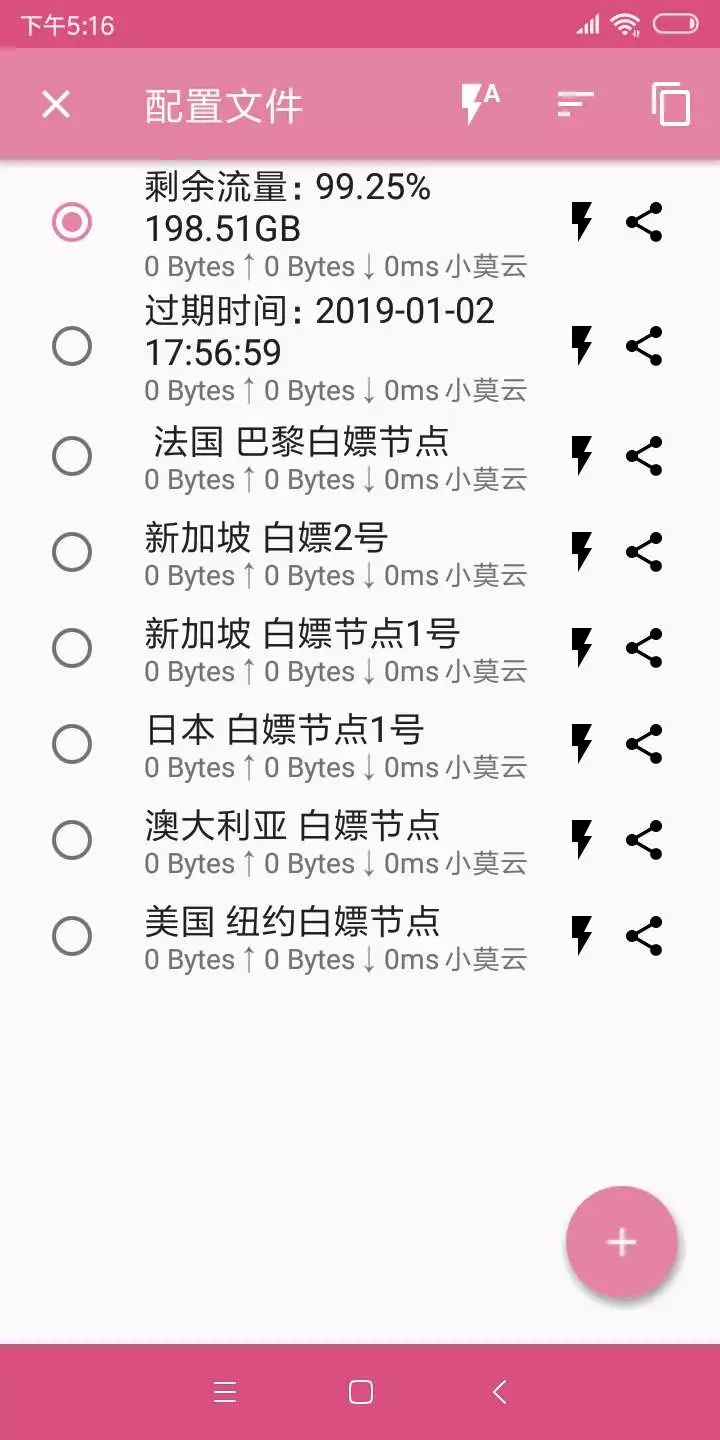 下午5:16
配置文件
A
剩余流量: 99.25%
198.51GB
0 Bytes↑ 0 Bytes↓ 0ms 小莫云
过期时间: 2019-01-02
17:56:59
0 Bytes↑ 0 Bytes↓ 0ms 小莫云
法国 巴黎白嫖节点
0 Bytes↑ 0 Bytes↓ 0ms 小莫云
新加坡 白嫖2号
0 Bytes↑ 0 Bytes↓ 0ms 小莫云
新加坡 白嫖节点1号
0 Bytes↑ 0 Bytes↓ 0ms 小莫云
日本 白嫖节点1号
0 Bytes↑ 0 Bytes↓ 0ms 小莫云
澳大利亚 白嫖节点
0 Bytes↑ 0 Bytes↓ 0ms 小莫云
美国 纽约白嫖节点
0 Bytes↑ 0 Bytes↓ 0ms 小莫云